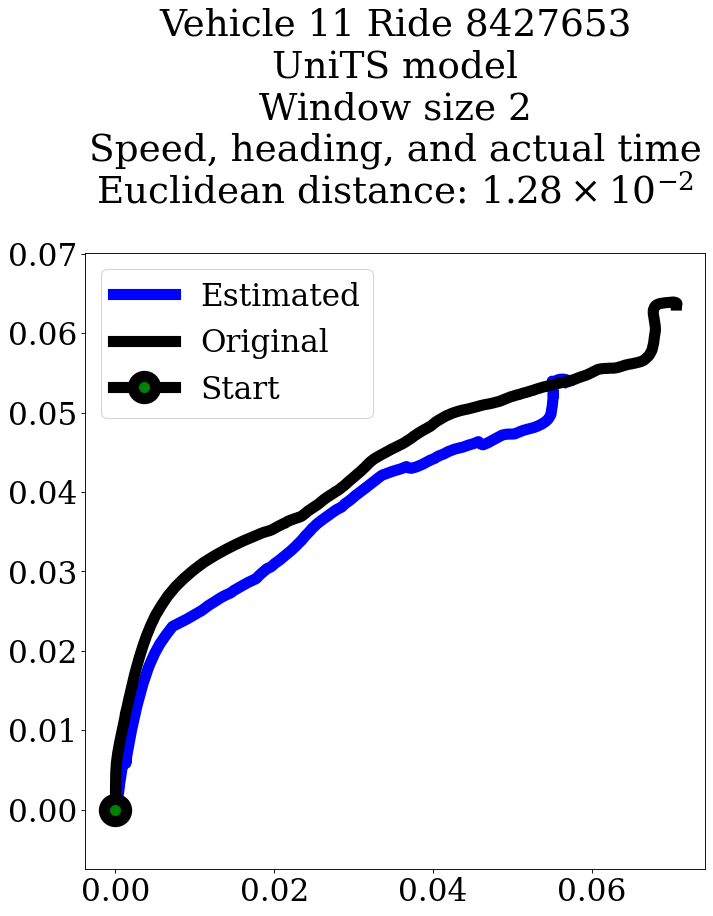 Vehicle 11 Ride 8427653
UniTS model
Window size 2
Speed, heading, and actual time
Euclidean distance: 1.28 × 10⁻²
0.07
0.06
0.05
0.04
0.03
0.02
0.01
0.00
Estimated
Original
Start
0.00 0.02 0.04 0.06